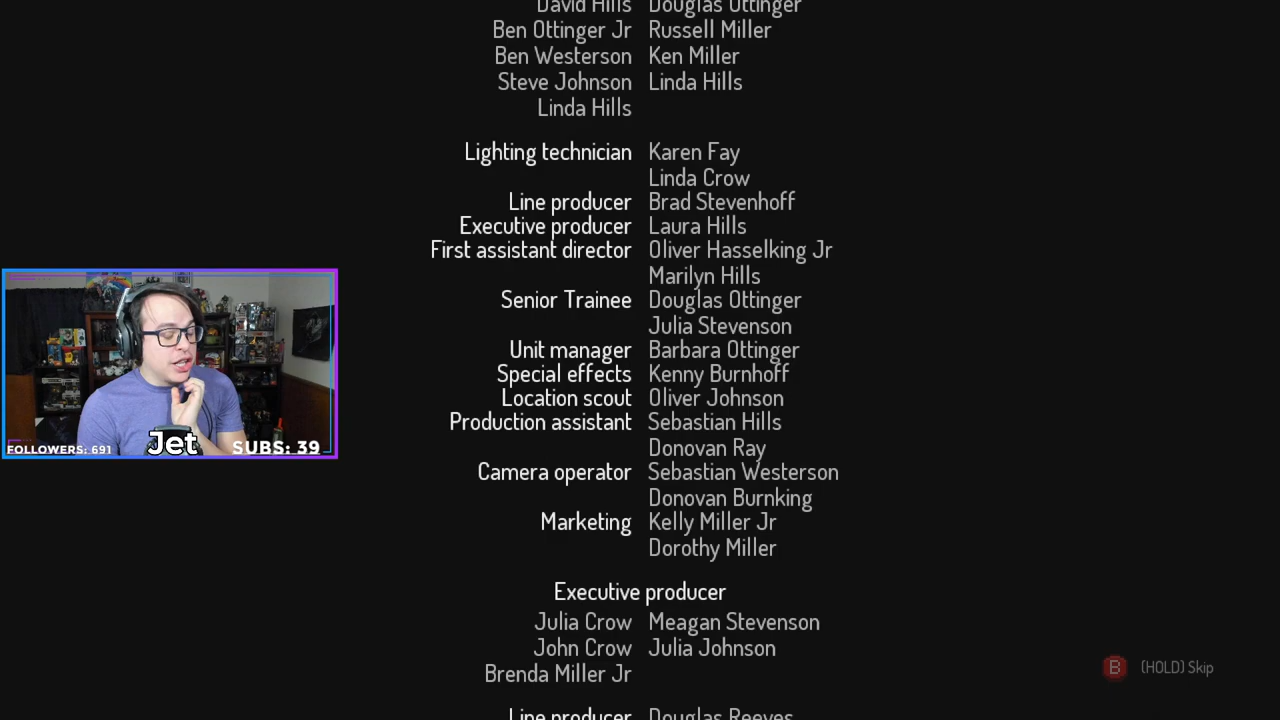 David Hills Douglas Ottinger
Ben Ottinger Jr Russell Miller
Ben Westerson Ken Miller
Steve Johnson Linda Hills
Linda Hills
Lighting technician Karen Fay
Linda Crow
Line producer Brad Stevenhoff
Executive producer Laura Hills
First assistant director Oliver Hasselking Jr
Marilyn Hills
Senior Trainee Douglas Ottinger
Julia Stevenson
Unit manager Barbara Ottinger
Special effects Kenny Burnhoff
Location scout Oliver Johnson
Production assistant Sebastian Hills
Donovan Ray
Camera operator Sebastian Westerson
Donovan Burnking
Marketing Kelly Miller Jr
Dorothy Miller
Executive producer
Julia Crow Meagan Stevenson
John Crow Julia Johnson
Brenda Miller Jr
Line producer Douglas Reeves
FOLLOWERS: 691 Jet SUBS: 39
B (HOLD) Skip